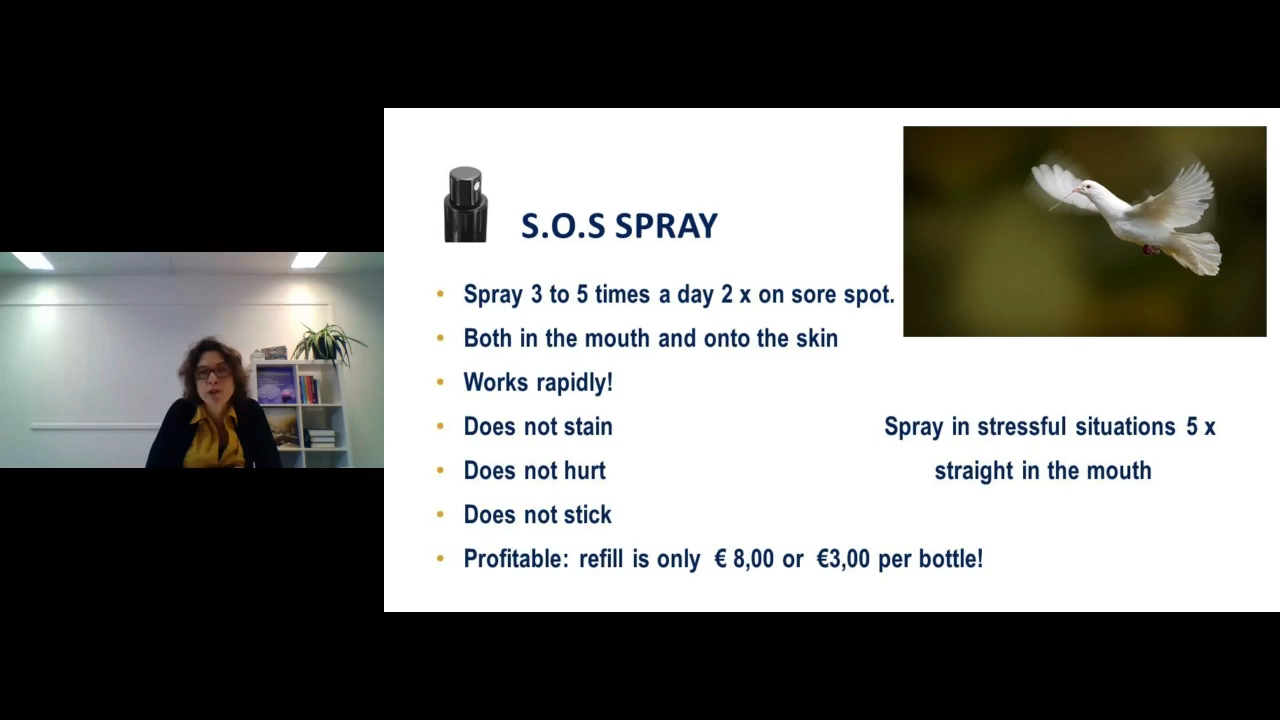 S.O.S SPRAY
• Spray 3 to 5 times a day 2 x on sore spot.
• Both in the mouth and onto the skin
• Works rapidly!
• Does not stain
• Does not hurt
• Does not stick
• Profitable: refill is only € 8,00 or €3,00 per bottle!
Spray in stressful situations 5 x
straight in the mouth